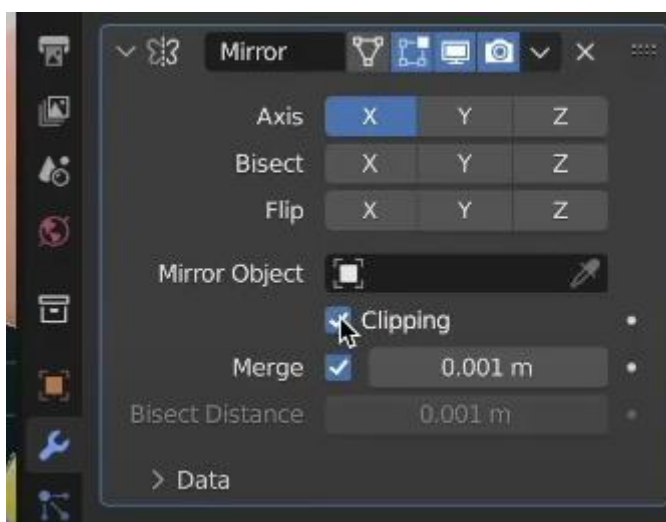 Mirror
Axis X Y Z
Bisect X Y Z
Flip X Y Z
Mirror Object
Clipping
Merge 0.001 m
Bisect Distance 0.001 m
Data